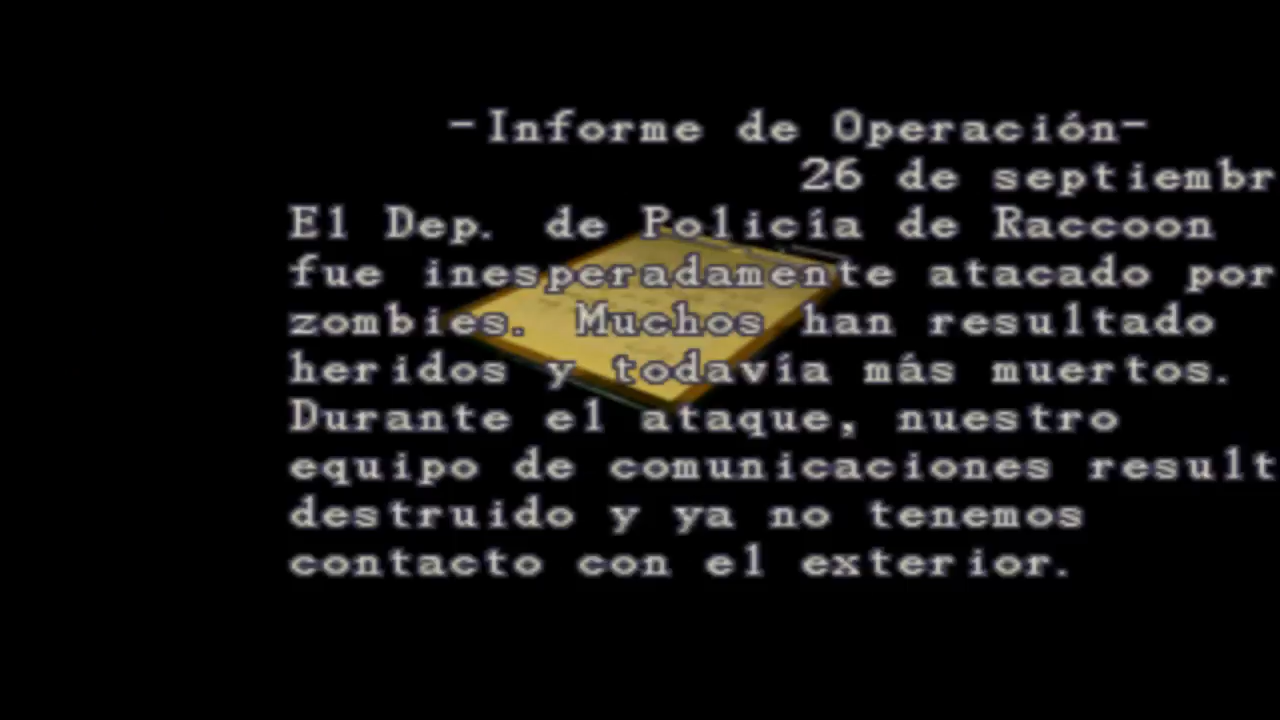 -Informe de Operación-
26 de septiembr
El Dep. de Policía de Raccoon
fue inesperadamente atacado por
zombies. Muchos han resultado
heridos y todavía más muertos.
Durante el ataque, nuestro
equipo de comunicaciones result
destruido y ya no tenemos
contacto con el exterior.